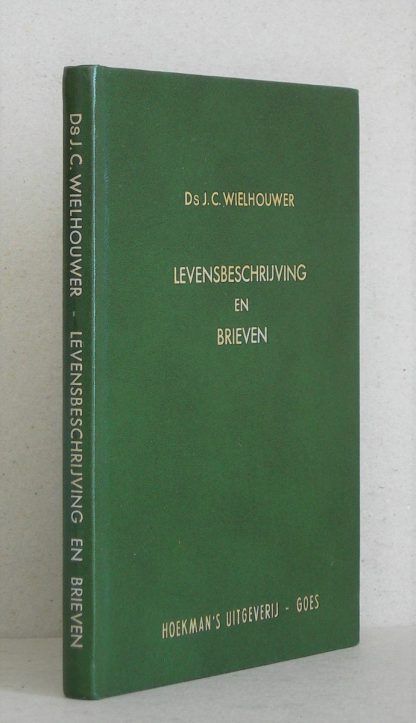 Ds J. C. WIELHOUWER - LEVENSBESCHRIJVING EN BRIEVEN
Ds J. C. WIELHOUWER
LEVENSBESCHRIJVING
EN
BRIEVEN
HOEKMAN'S UITGEVERIJ - GOES